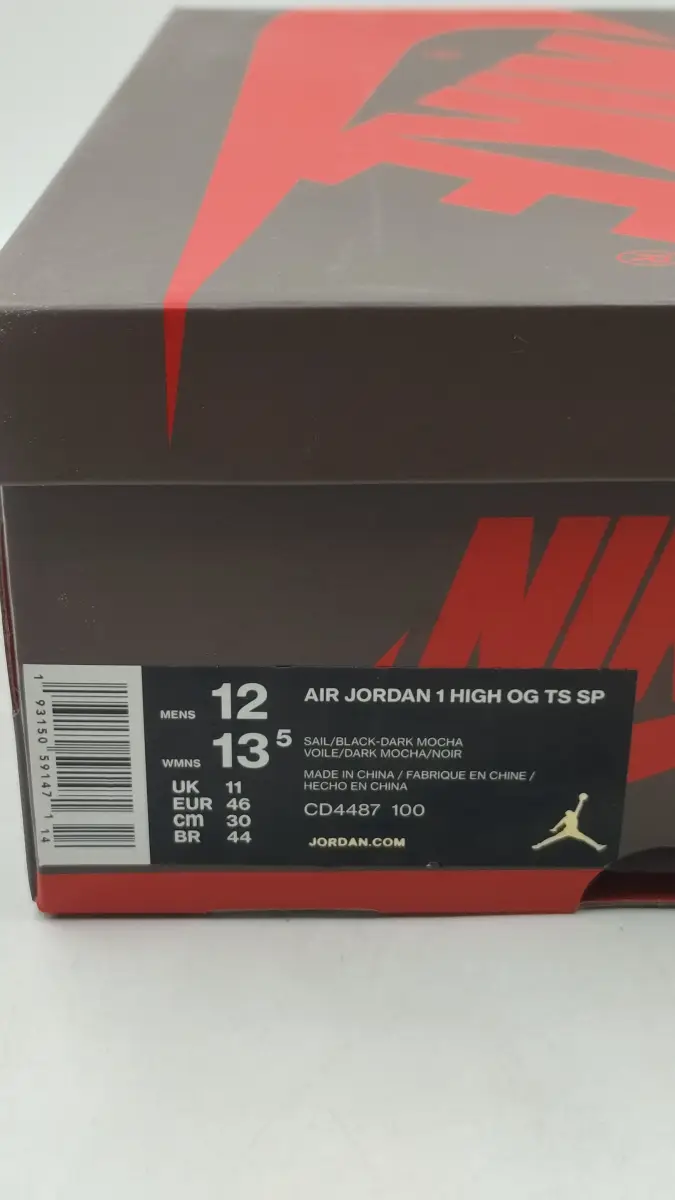 NIKE
®
NIK
1 93150 59147 1 14
MENS 12
WMNS 13 5
UK 11
EUR 46
cm 30
BR 44
AIR JORDAN 1 HIGH OG TS SP
SAIL/BLACK-DARK MOCHA
VOILE/DARK MOCHA/NOIR
MADE IN CHINA / FABRIQUE EN CHINE /
HECHO EN CHINA
CD4487 100
JORDAN.COM